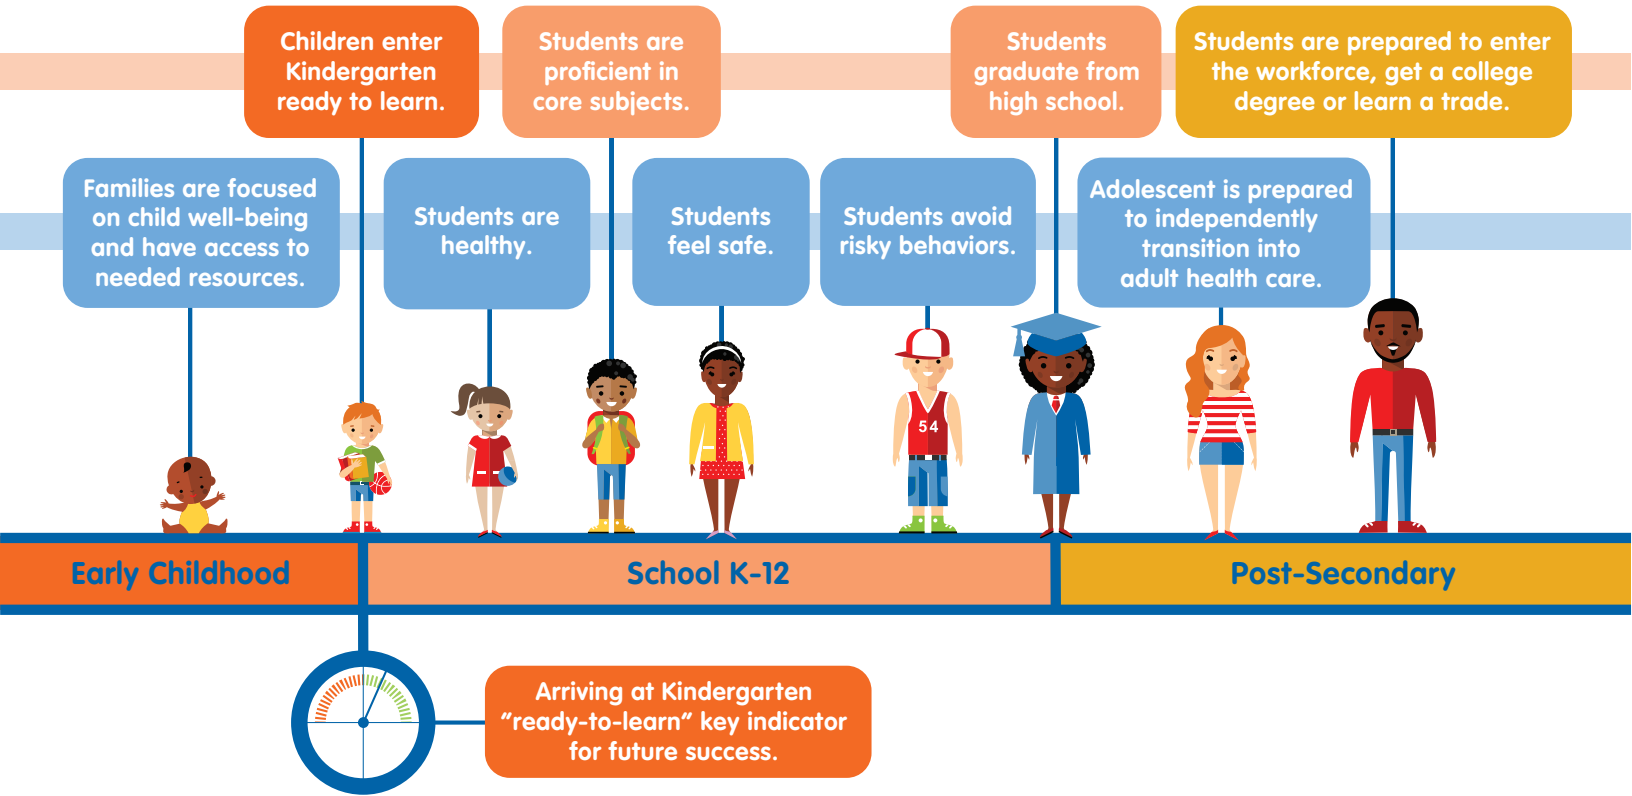 Children enter
Kindergarten
ready to learn.
Students are
proficient in
core subjects.
Students
graduate from
high school.
Students are prepared to enter
the workforce, get a college
degree or learn a trade.
Families are focused
on child well-being
and have access to
needed resources.
Students are
healthy.
Students
feel safe.
Students avoid
risky behaviors.
Adolescent is prepared
to independently
transition into
adult health care.
54
Early Childhood
School K-12
Post-Secondary
Arriving at Kindergarten
"ready-to-learn" key indicator
for future success.